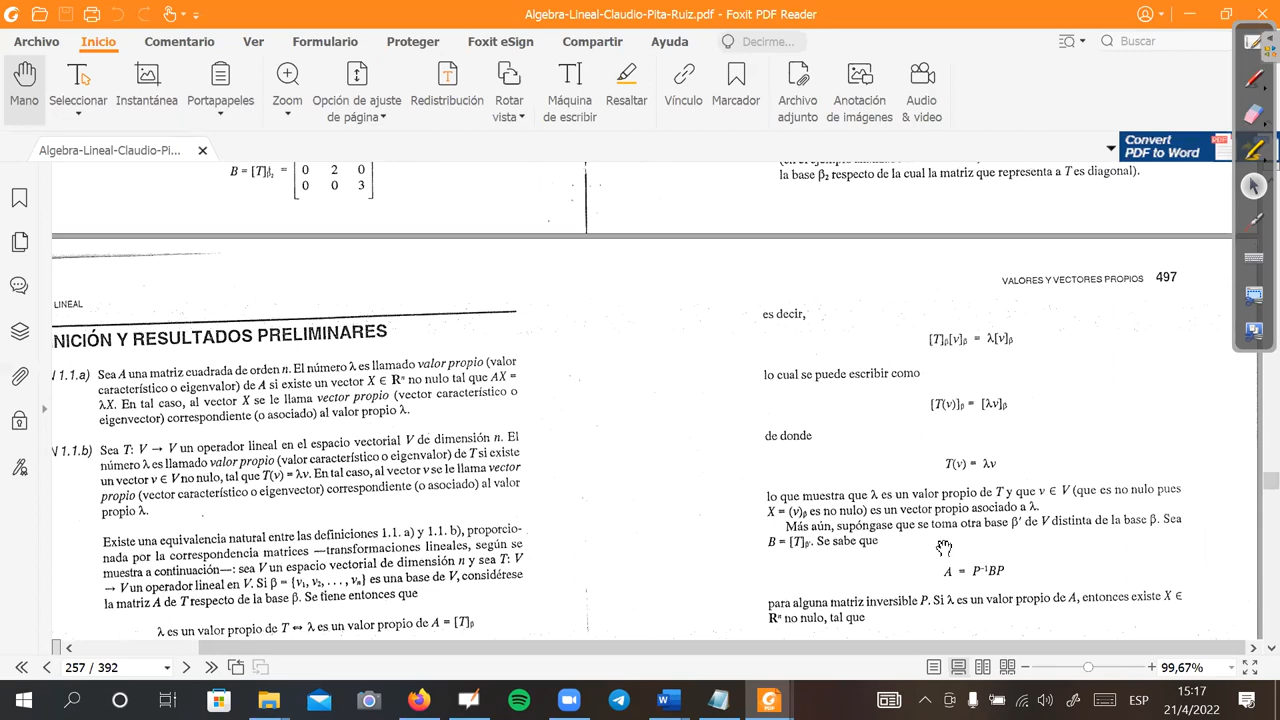 Algebra-Lineal-Claudio-Pita-Ruiz.pdf - Foxit PDF Reader
Archivo Inicio Comentario Ver Formulario Proteger Foxit eSign Compartir Ayuda Decirme... Buscar
Mano
Seleccionar
Instantánea
Portapapeles
Zoom
Opción de ajuste
de página
Redistribución
Rotar
vista
Máquina
de escribir
Resaltar
Vínculo
Marcador
Archivo
adjunto
Anotación
de imágenes
Audio
& video
Algebra-Lineal-Claudio-Pi...
Convert
PDF to Word
B = [T]β₂ =
0 2 0
0 0 3
la base β₂ respecto de la cual la matriz que representa a T es diagonal).
LINEAL
NICIÓN Y RESULTADOS PRELIMINARES
1.1.a) Sea A una matriz cuadrada de orden n. El número λ es llamado valor propio (valor
característico o eigenvalor) de A si existe un vector X ∈ Rⁿ no nulo tal que AX =
λX. En tal caso, al vector X se le llama vector propio (vector característico o
eigenvector) correspondiente (o asociado) al valor propio λ.
1.1.b) Sea T: V → V un operador lineal en el espacio vectorial V de dimensión n. El
número λ es llamado valor propio (valor característico o eigenvalor) de T si existe
un vector v ∈ V no nulo, tal que T(v) = λv. En tal caso, al vector v se le llama vector
propio (vector característico o eigenvector) correspondiente (o asociado) al valor
propio λ.
Existe una equivalencia natural entre las definiciones 1.1. a) y 1.1. b), proporcio-
nada por la correspondencia matrices —transformaciones lineales, según se
muestra a continuación—: sea V un espacio vectorial de dimensión n y sea T: V
→ V un operador lineal en V. Si β = {v₁, v₂, . . . , vₙ} es una base de V, considérese
la matriz A de T respecto de la base β. Se tiene entonces que
λ es un valor propio de T ↔ λ es un valor propio de A = [T]β
VALORES Y VECTORES PROPIOS 497
es decir,
[T]β[v]β = λ[v]β
lo cual se puede escribir como
[T(v)]β = [λv]β
de donde
T(v) = λv
lo que muestra que λ es un valor propio de T y que v ∈ V (que es no nulo pues
X = (v)β es no nulo) es un vector propio asociado a λ.
Más aún, supóngase que se toma otra base β′ de V distinta de la base β. Sea
B = [T]β′. Se sabe que
A = P⁻¹BP
para alguna matriz inversible P. Si λ es un valor propio de A, entonces existe X ∈
Rⁿ no nulo, tal que
257 / 392
99,67%
ESP
15:17
21/4/2022